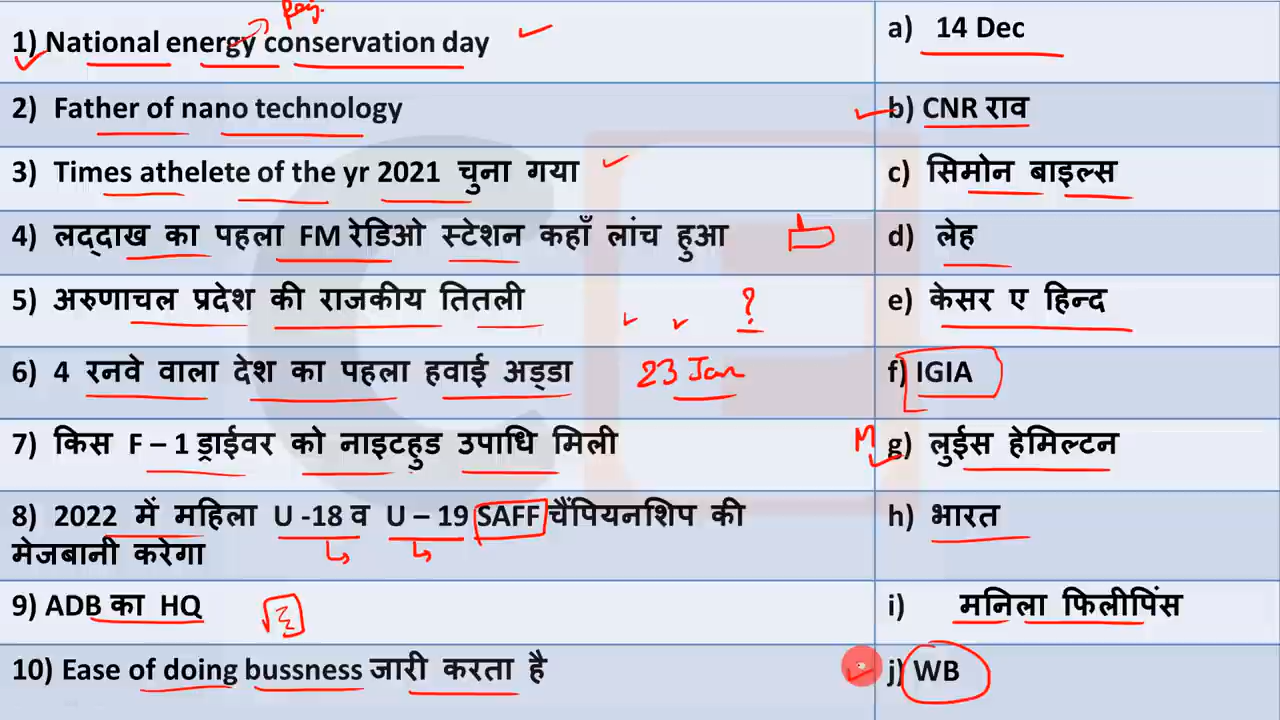 1) National energy conservation day
a) 14 Dec
2) Father of nano technology
b) CNR राव
3) Times athelete of the yr 2021 चुना गया
c) सिमोन बाइल्स
4) लद्दाख का पहला FM रेडिओ स्टेशन कहाँ लांच हुआ
d) लेह
5) अरुणाचल प्रदेश की राजकीय तितली
?
e) केसर ए हिन्द
6) 4 रनवे वाला देश का पहला हवाई अड्डा
23 Jan
f) IGIA
7) किस F – 1 ड्राईवर को नाइटहुड उपाधि मिली
M
g) लुईस हेमिल्टन
8) 2022 में महिला U -18 व U – 19 SAFF चैंपियनशिप की
मेजबानी करेगा
h) भारत
9) ADB का HQ
i) मनिला फिलीपिंस
10) Ease of doing bussness जारी करता है
j) WB